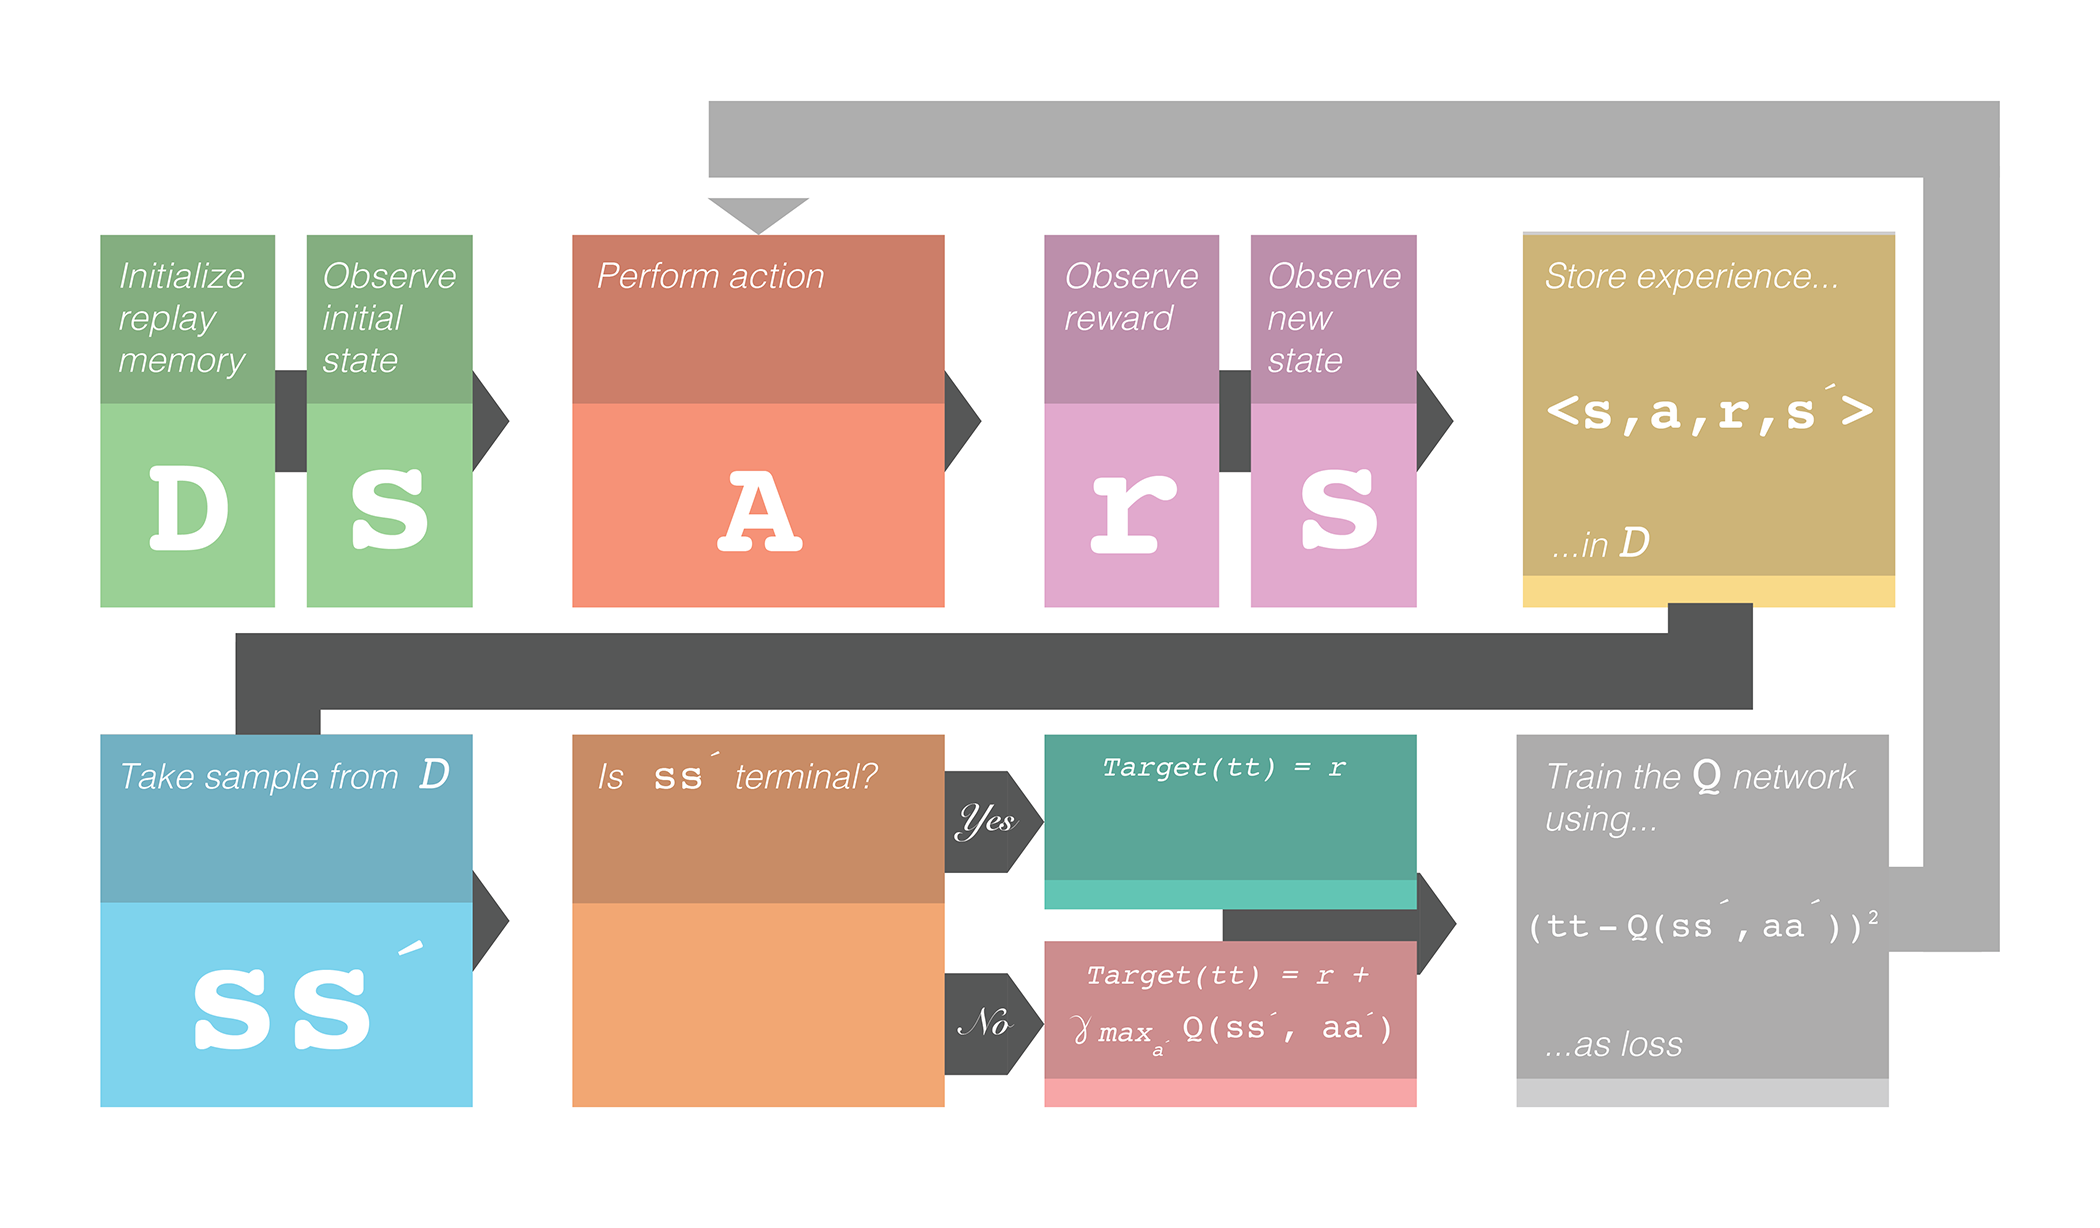 Initialize
replay
memory
D
Observe
initial
state
S
Perform action
A
Observe
reward
r
Observe
new
state
S
Store experience...
<s,a,r,s´>
...in D
Take sample from D
ss´
Is ss´ terminal?
Yes
No
Target(tt) = r
Target(tt) = r +
γ max a´ Q(ss´, aa´)
Train the Q network
using...
(tt-Q(ss´,aa´))²
...as loss